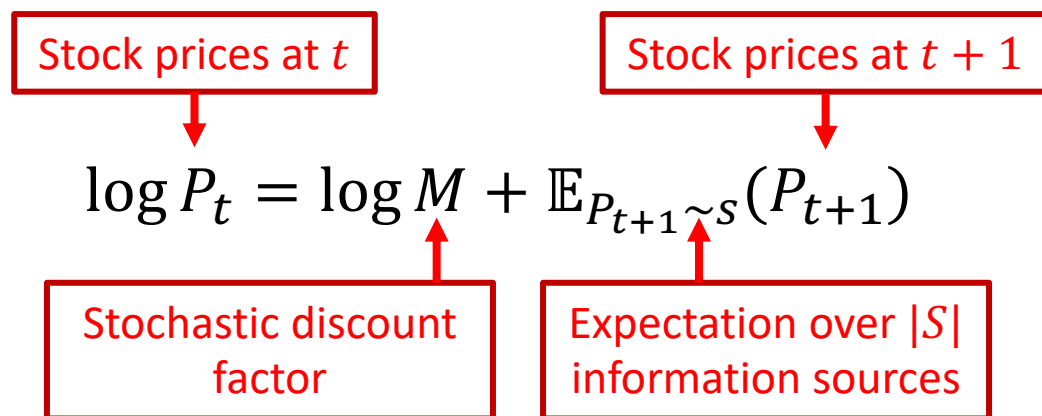 Stock prices at t
Stock prices at t + 1
log P_t = log M + 𝔼_{P_{t+1}~s}(P_{t+1})
Stochastic discount
factor
Expectation over |S|
information sources